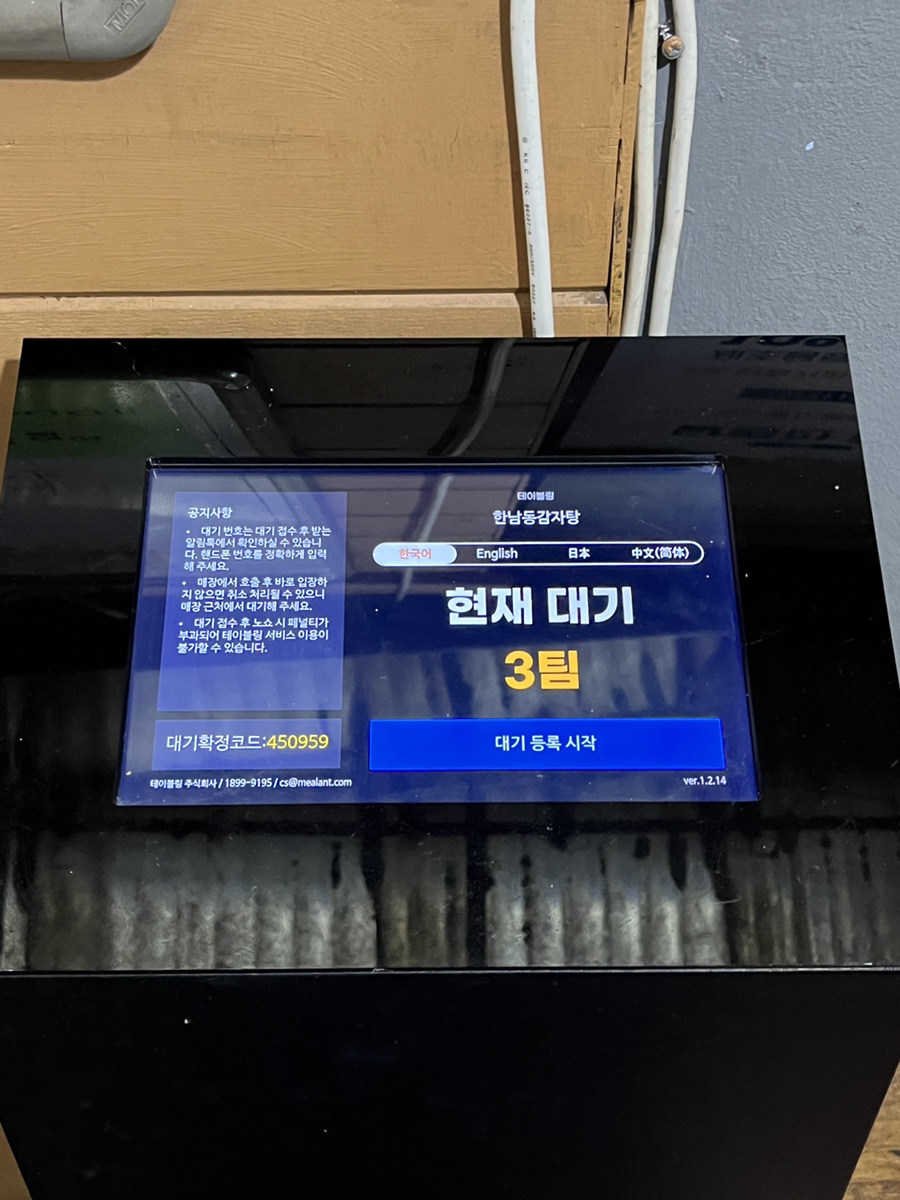 공지사항
• 대기 번호는 대기 접수 후 받는
알림톡에서 확인하실 수 있습니
다. 핸드폰 번호를 정확하게 입력
해 주세요.
• 매장에서 호출 후 바로 입장하
지 않으면 취소 처리될 수 있으니
매장 근처에서 대기해 주세요.
• 대기 접수 후 노쇼 시 페널티가
부과되어 테이블링 서비스 이용이
불가할 수 있습니다.
대기확정코드:450959
테이블링 주식회사 / 1899-9195 / cs@mealant.com
테이블링
한남동감자탕
한국어 English 日本 中文(简体)
현재 대기
3팀
대기 등록 시작
ver.1.2.14